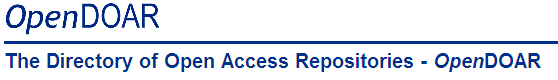 OpenDOAR
The Directory of Open Access Repositories - OpenDOAR